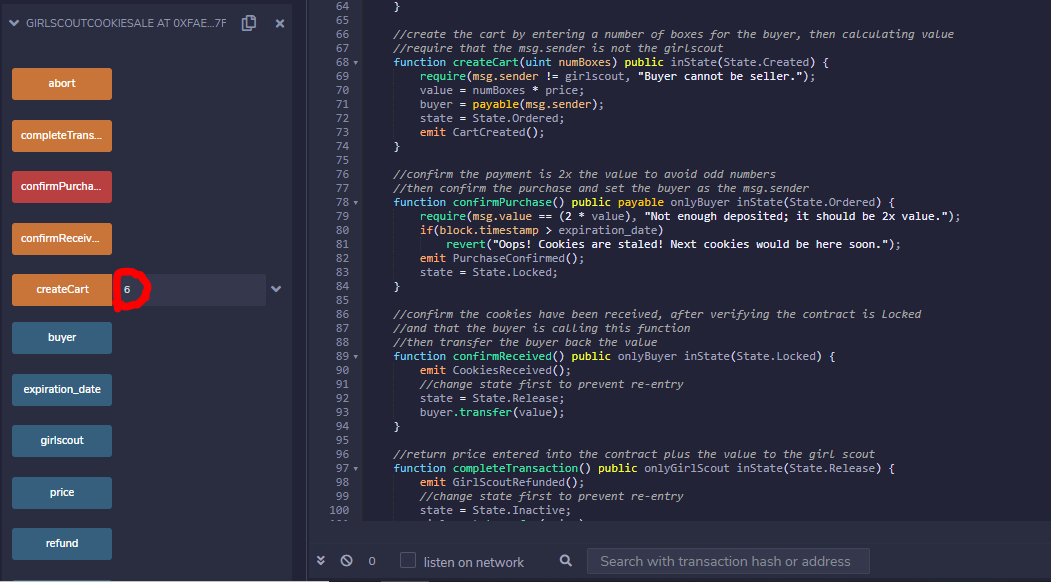 GIRLSCOUTCOOKIESALE AT 0XFAE...7F
abort
completeTrans...
confirmPurcha...
confirmReceiv...
createCart 6
buyer
expiration_date
girlscout
price
refund
64 }
65
66 //create the cart by entering a number of boxes for the buyer, then calculating value
67 //require that the msg.sender is not the girlscout
68 function createCart(uint numBoxes) public inState(State.Created) {
69 require(msg.sender != girlscout, "Buyer cannot be seller.");
70 value = numBoxes * price;
71 buyer = payable(msg.sender);
72 state = State.Ordered;
73 emit CartCreated();
74 }
75
76 //confirm the payment is 2x the value to avoid odd numbers
77 //then confirm the purchase and set the buyer as the msg.sender
78 function confirmPurchase() public payable onlyBuyer inState(State.Ordered) {
79 require(msg.value == (2 * value), "Not enough deposited; it should be 2x value.");
80 if(block.timestamp > expiration_date)
81 revert("Oops! Cookies are staled! Next cookies would be here soon.");
82 emit PurchaseConfirmed();
83 state = State.Locked;
84 }
85
86 //confirm the cookies have been received, after verifying the contract is Locked
87 //and that the buyer is calling this function
88 //then transfer the buyer back the value
89 function confirmReceived() public onlyBuyer inState(State.Locked) {
90 emit CookiesReceived();
91 //change state first to prevent re-entry
92 state = State.Release;
93 buyer.transfer(value);
94 }
95
96 //return price entered into the contract plus the value to the girl scout
97 function completeTransaction() public onlyGirlScout inState(State.Release) {
98 emit GirlScoutRefunded();
99 //change state first to prevent re-entry
100 state = State.Inactive;
0 listen on network Search with transaction hash or address